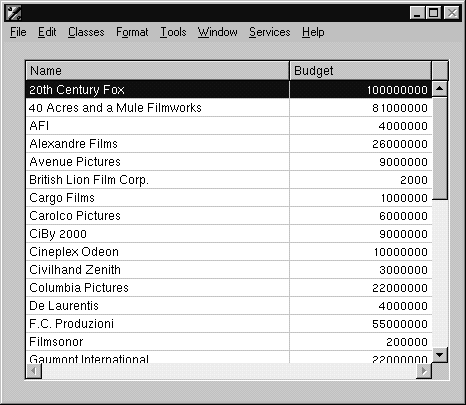 File Edit Classes Format Tools Window Services Help
Name Budget
20th Century Fox 100000000
40 Acres and a Mule Filmworks 81000000
AFI 4000000
Alexandre Films 26000000
Avenue Pictures 9000000
British Lion Film Corp. 2000
Cargo Films 1000000
Carolco Pictures 6000000
CiBy 2000 9000000
Cineplex Odeon 10000000
Civilhand Zenith 3000000
Columbia Pictures 22000000
De Laurentis 4000000
F.C. Produzioni 55000000
Filmsonor 200000
Gaumont International 22000000